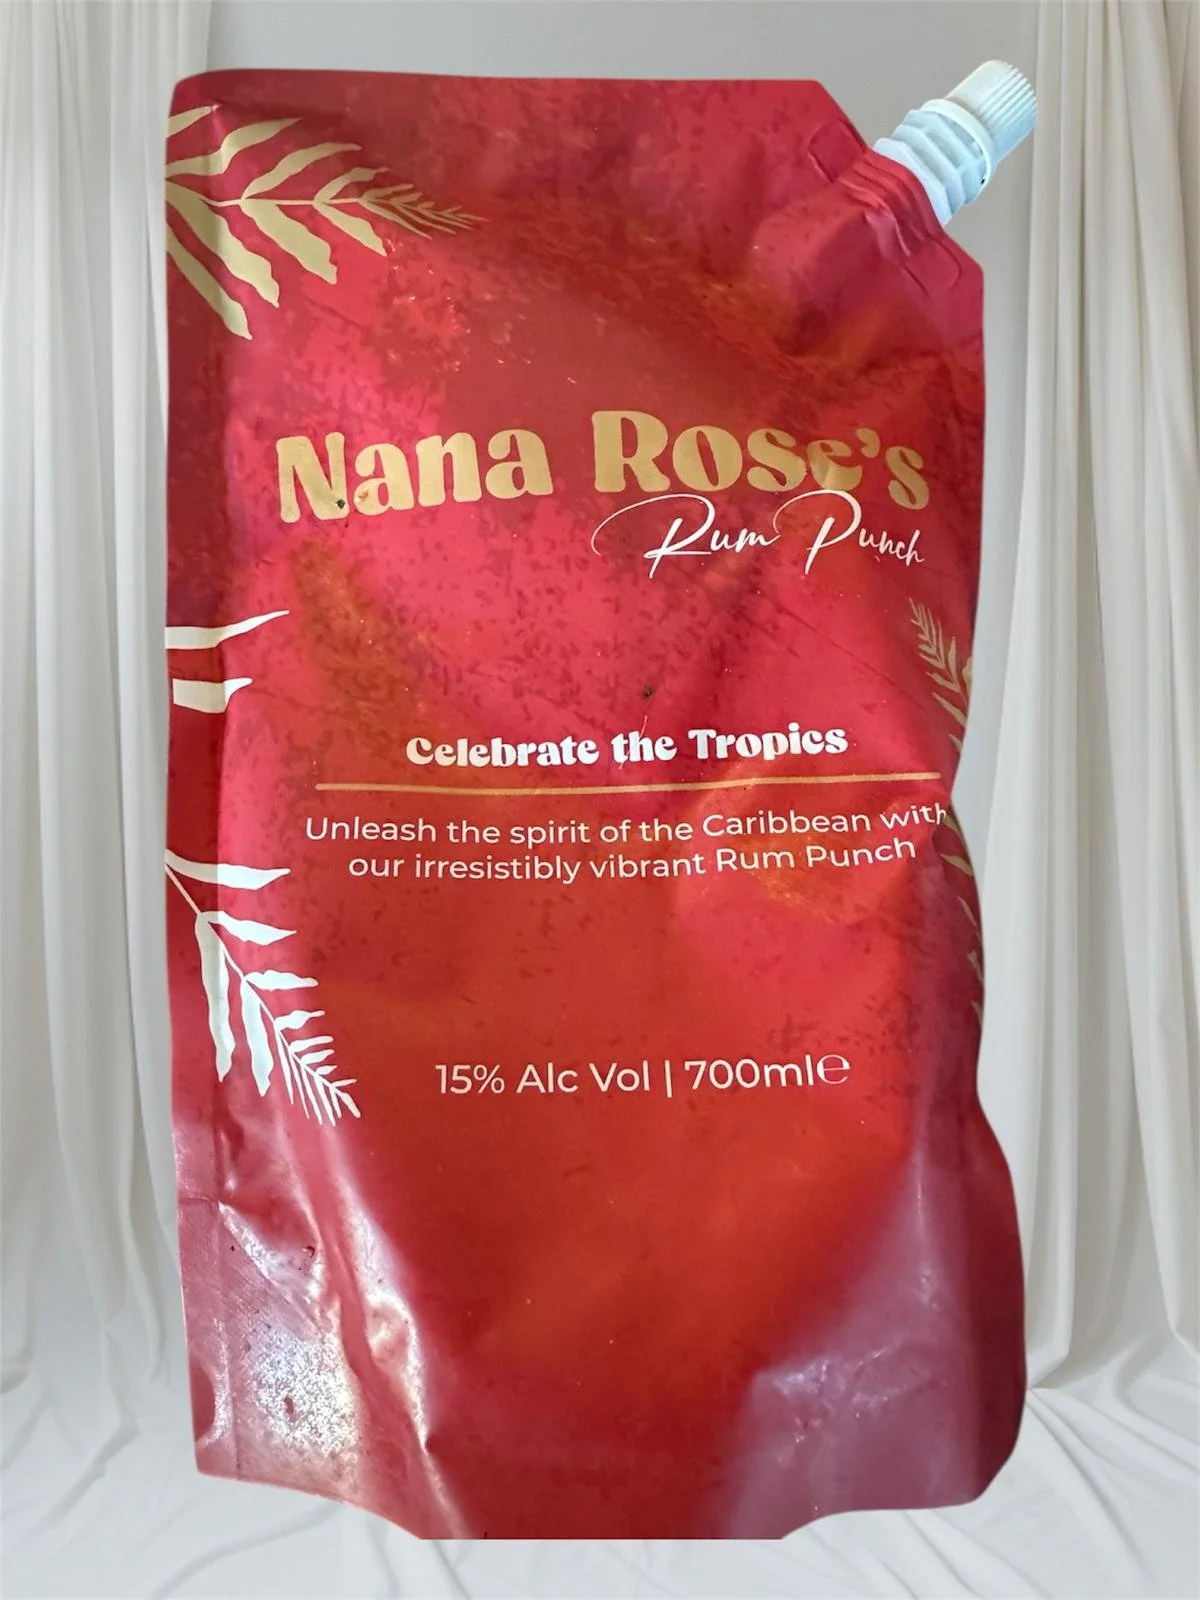 Nana Rose's
Rum Punch
Celebrate the Tropics
Unleash the spirit of the Caribbean with
our irresistibly vibrant Rum Punch
15% Alc Vol | 700ml℮